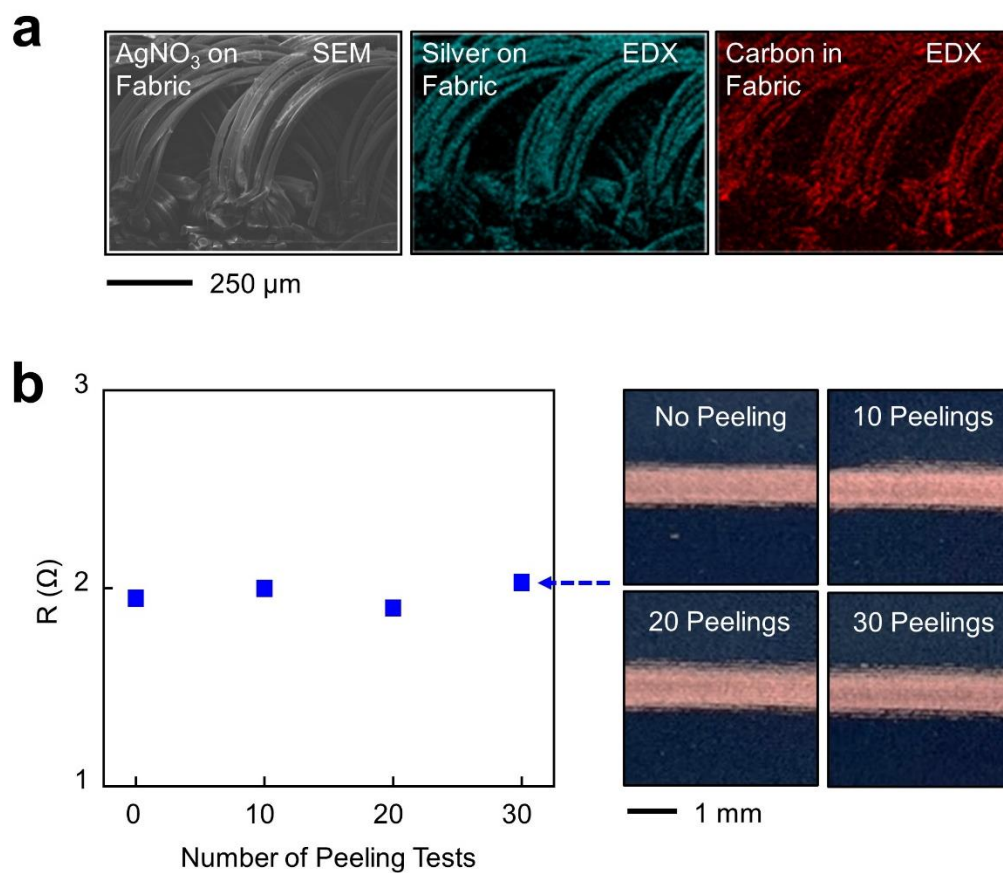 a
AgNO₃ on
Fabric
SEM
Silver on
Fabric
EDX
Carbon in
Fabric
EDX
250 µm
b
3
2
1
R (Ω)
0 10 20 30
Number of Peeling Tests
No Peeling
10 Peelings
20 Peelings
30 Peelings
1 mm